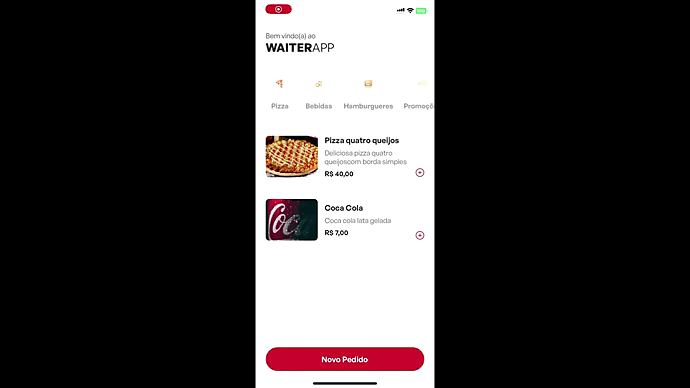 Bem vindo(a) ao
WAITERAPP
Pizza
Bebidas
Hamburgueres
Promoçõ
Pizza quatro queijos
Deliciosa pizza quatro
queijoscom borda simples
R$ 40,00
Coca Cola
Coca cola lata gelada
R$ 7,00
Coca
Novo Pedido